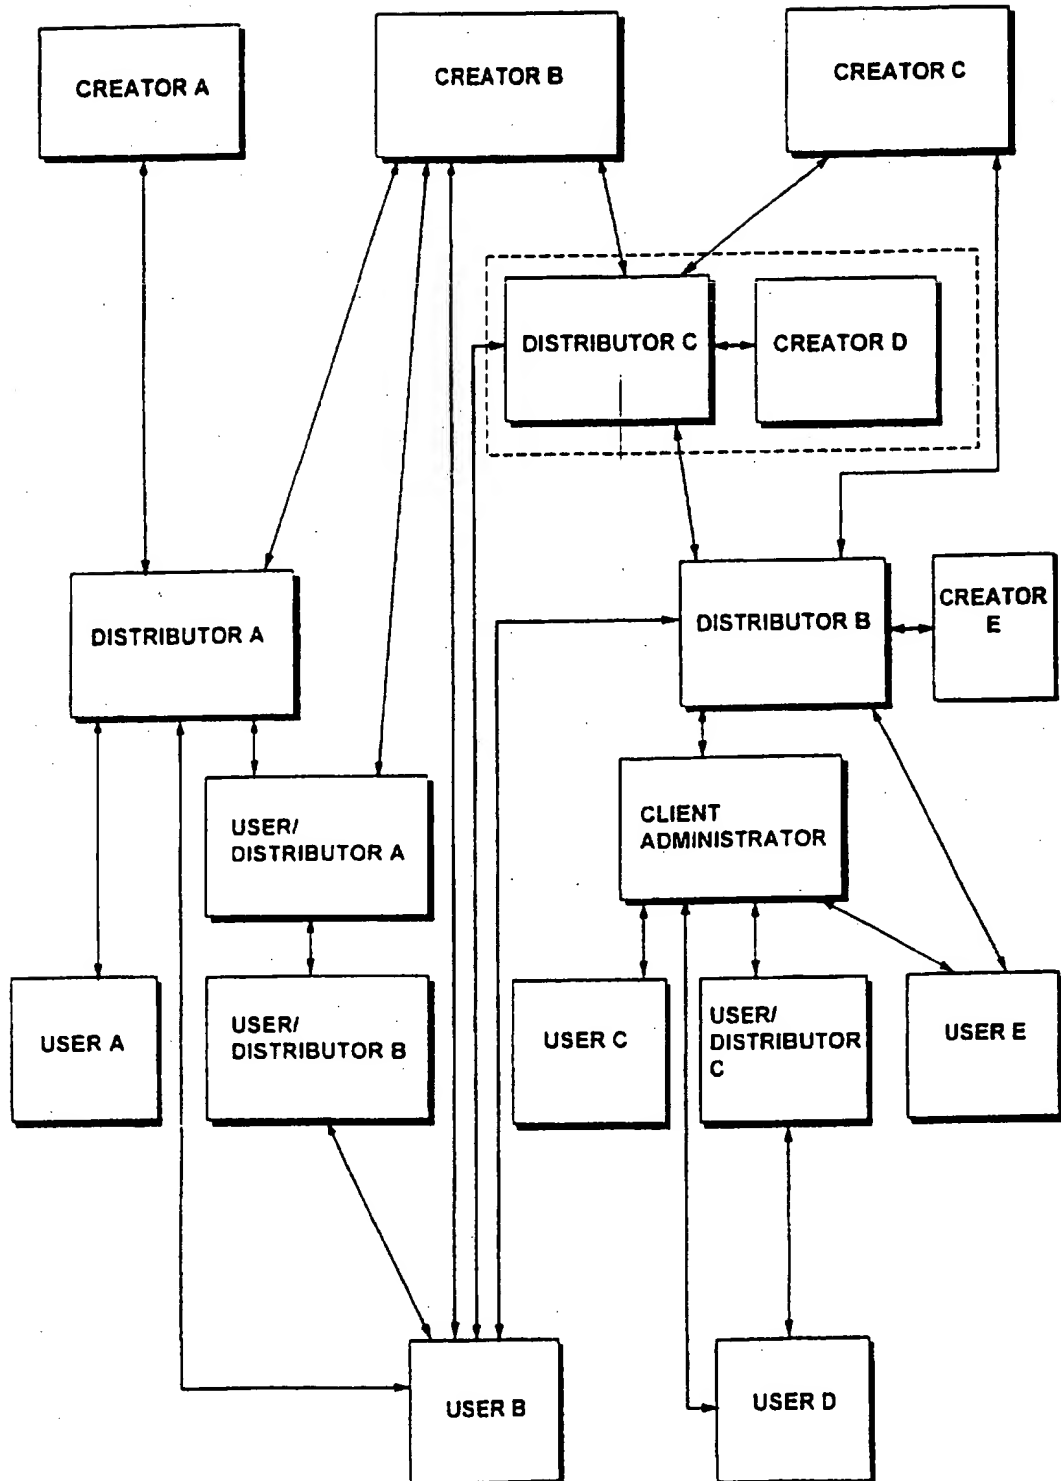 CREATOR A
CREATOR B
CREATOR C
DISTRIBUTOR C
CREATOR D
DISTRIBUTOR A
DISTRIBUTOR B
CREATOR
E
USER/
DISTRIBUTOR A
CLIENT
ADMINISTRATOR
USER A
USER/
DISTRIBUTOR B
USER C
USER/
DISTRIBUTOR
C
USER E
USER B
USER D